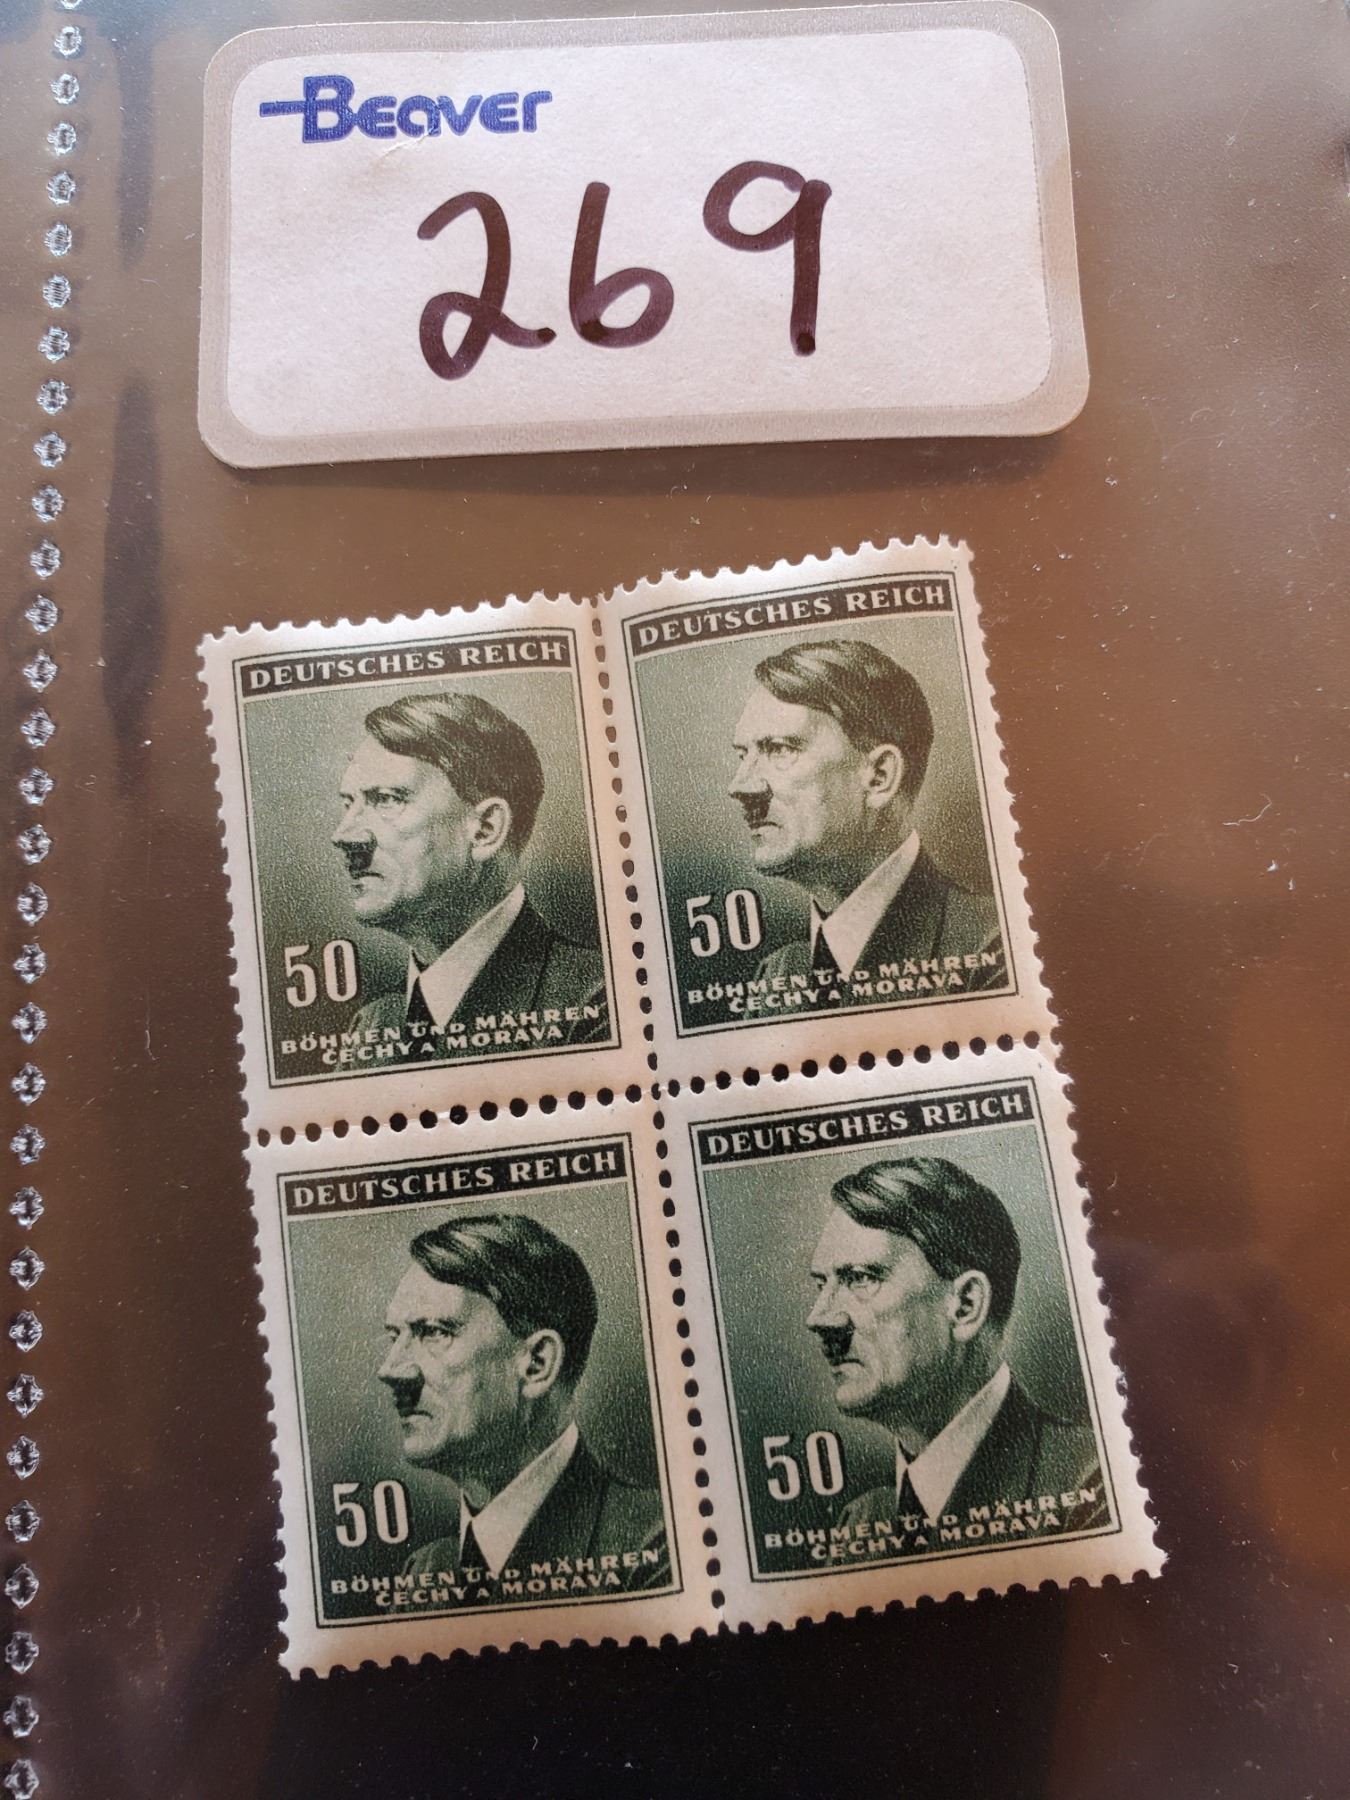 Beaver
269
DEUTSCHES REICH
50
BÖHMEN UND MÄHREN
ČECHY A MORAVA
DEUTSCHES REICH
50
BÖHMEN UND MÄHREN
ČECHY A MORAVA
DEUTSCHES REICH
50
BÖHMEN UND MÄHREN
ČECHY A MORAVA
DEUTSCHES REICH
50
BÖHMEN UND MÄHREN
ČECHY A MORAVA